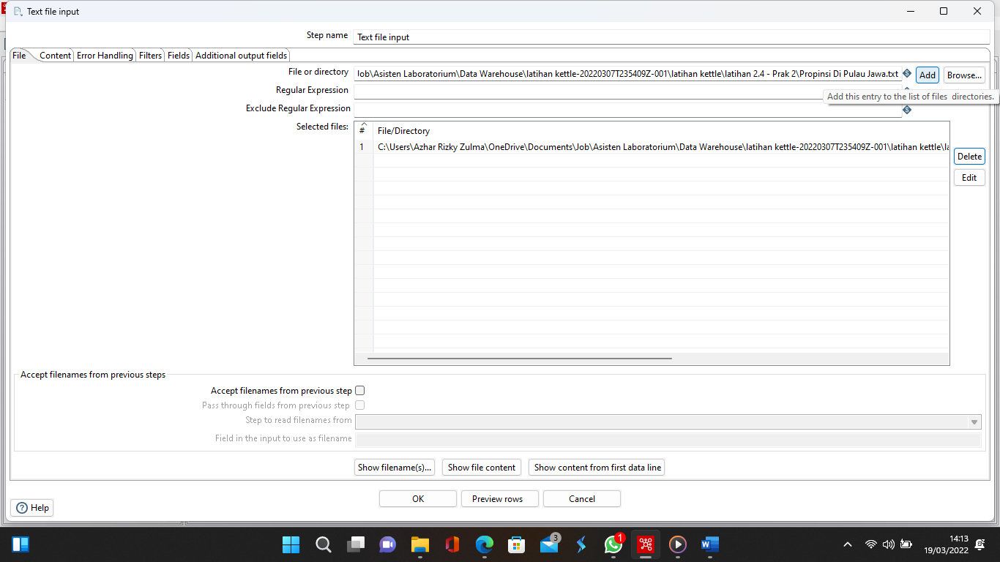 Text file input
Step name Text file input
File Content Error Handling Filters Fields Additional output fields
File or directory Job\Asisten Laboratorium\Data Warehouse\latihan kettle-20220307T235409Z-001\latihan kettle\latihan 2.4 - Prak 2\Propinsi Di Pulau Jawa.txt Add Browse...
Regular Expression
Add this entry to the list of files directories.
Exclude Regular Expression
Selected files: # File/Directory
1 C:\Users\Azhar Rizky Zulma\OneDrive\Documents\Job\Asisten Laboratorium\Data Warehouse\latihan kettle-20220307T235409Z-001\latihan kettle\la
Delete
Edit
Accept filenames from previous steps
Accept filenames from previous step
Pass through fields from previous step
Step to read filenames from
Field in the input to use as filename
Show filename(s)... Show file content Show content from first data line
OK Preview rows Cancel
Help
3
1
14:13
19/03/2022